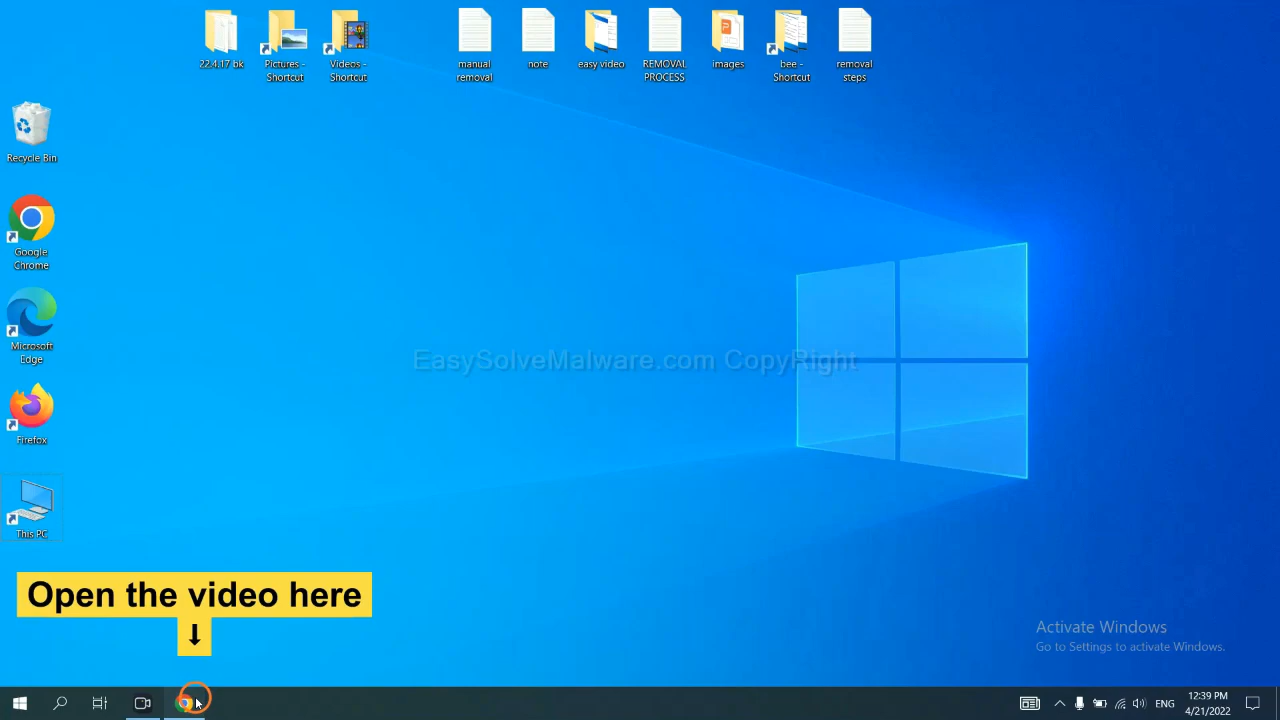 22.4.17 bk
Pictures -
Shortcut
Videos -
Shortcut
manual
removal
note
easy video
REMOVAL
PROCESS
images
bee -
Shortcut
removal
steps
Recycle Bin
Google
Chrome
Microsoft
Edge
Firefox
This PC
EasySolveMalware.com CopyRight
Open the video here
↓
Activate Windows
Go to Settings to activate Windows.
ENG
12:39 PM
4/21/2022